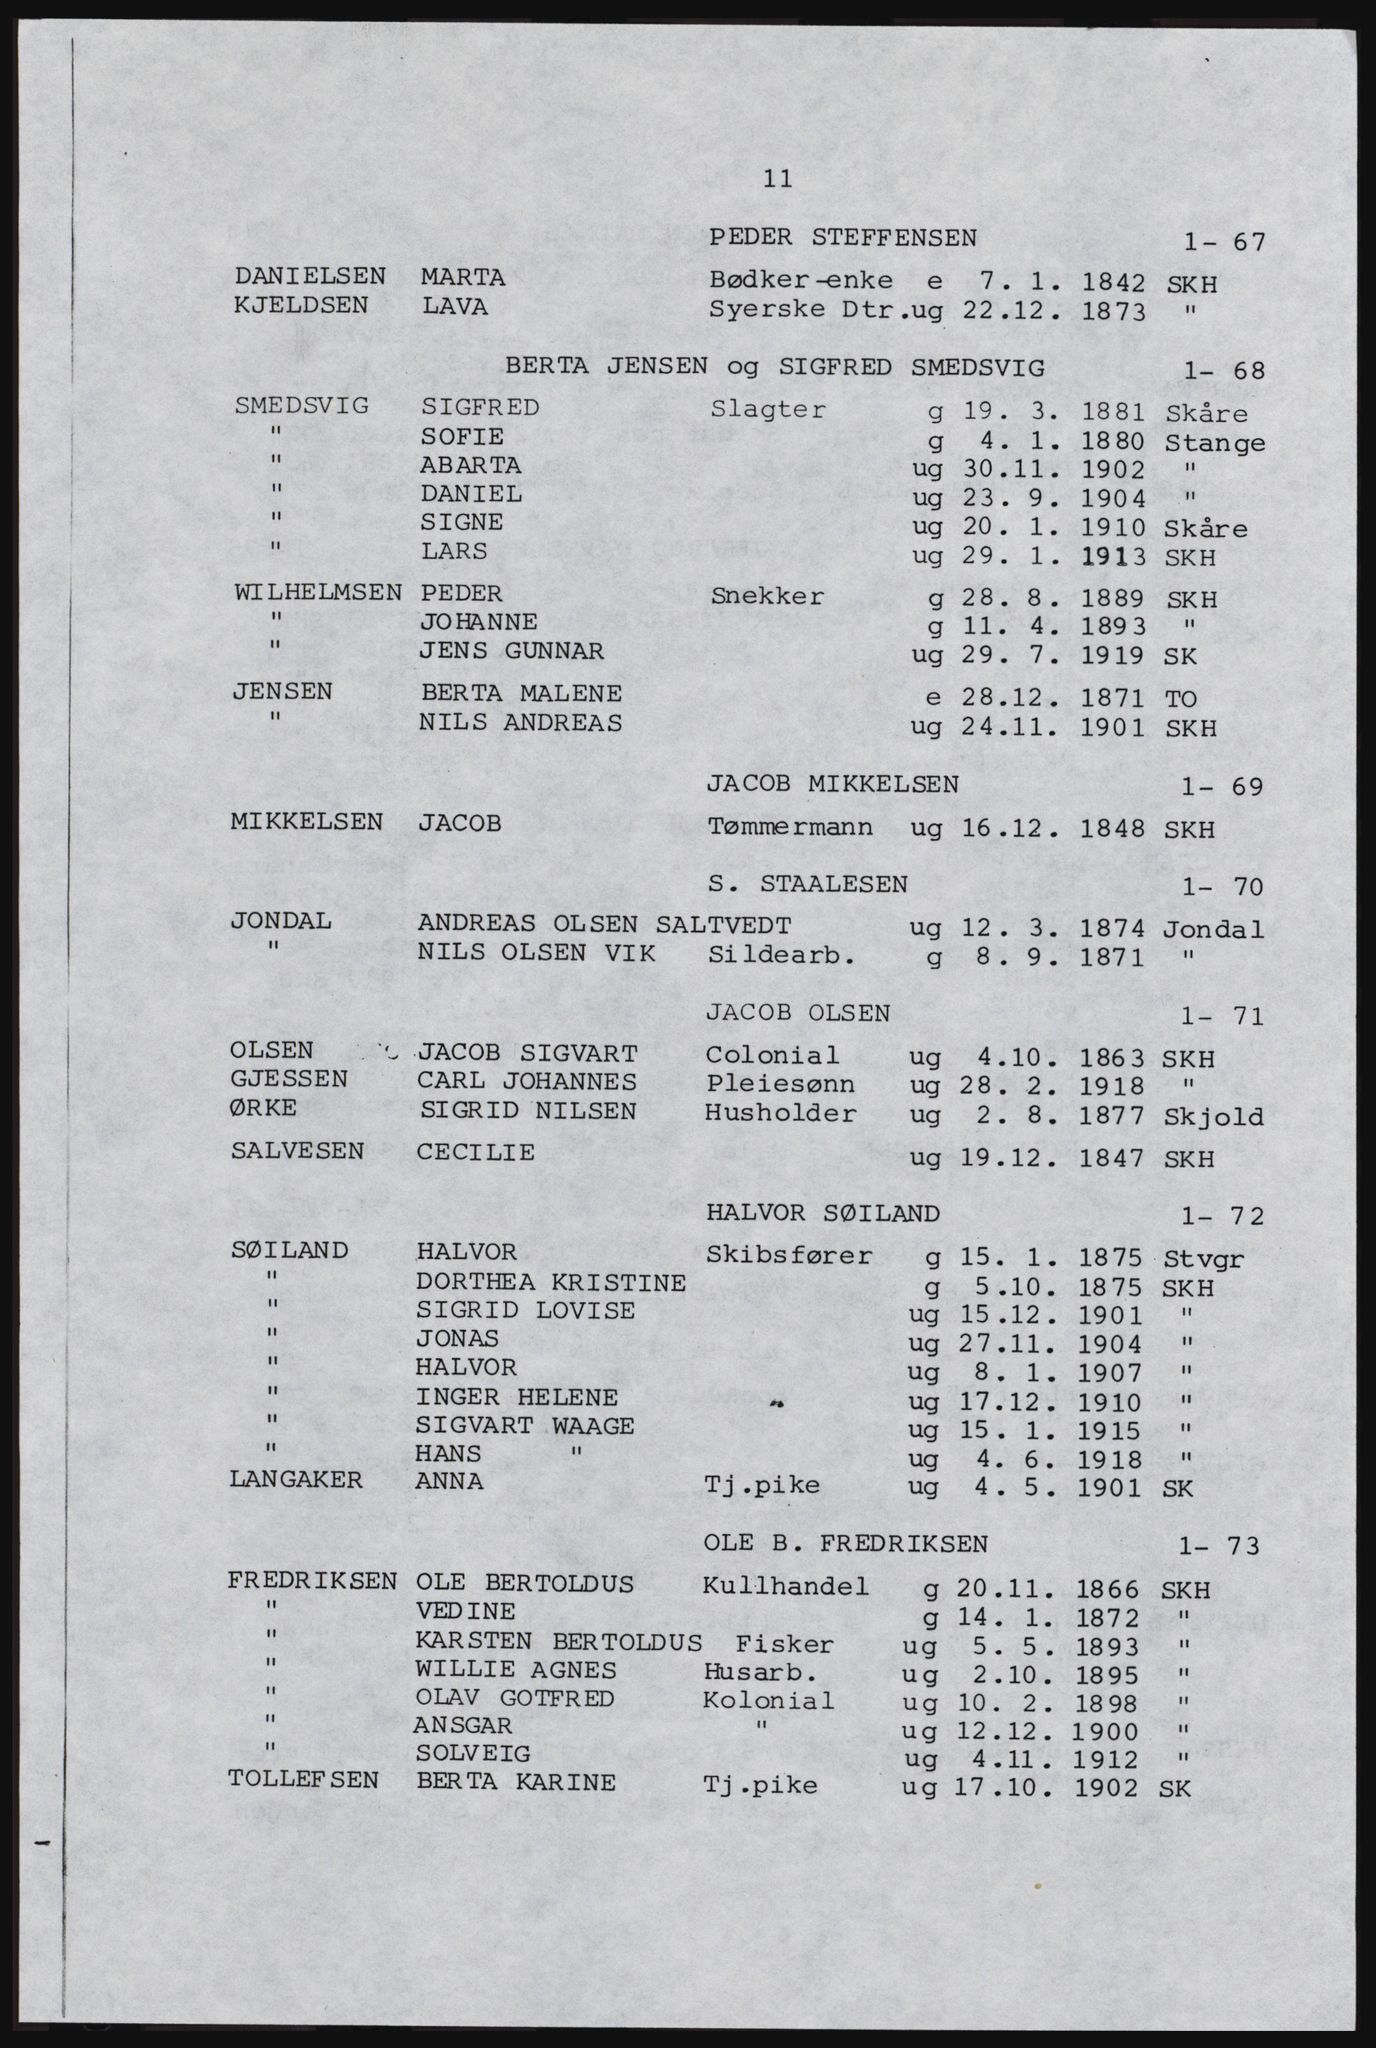 11
PEDER STEFFENSEN 1- 67
DANIELSEN MARTA Bødker-enke e 7. 1. 1842 SKH
KJELDSEN LAVA Syerske Dtr.ug 22.12. 1873 "
BERTA JENSEN og SIGFRED SMEDSVIG 1- 68
SMEDSVIG SIGFRED Slagter g 19. 3. 1881 Skåre
" SOFIE g 4. 1. 1880 Stange
" ABARTA ug 30.11. 1902 "
" DANIEL ug 23. 9. 1904 "
" SIGNE ug 20. 1. 1910 Skåre
" LARS ug 29. 1. 1913 SKH
WILHELMSEN PEDER Snekker g 28. 8. 1889 SKH
" JOHANNE g 11. 4. 1893 "
" JENS GUNNAR ug 29. 7. 1919 SK
JENSEN BERTA MALENE e 28.12. 1871 TO
" NILS ANDREAS ug 24.11. 1901 SKH
JACOB MIKKELSEN 1- 69
MIKKELSEN JACOB Tømmermann ug 16.12. 1848 SKH
S. STAALESEN 1- 70
JONDAL ANDREAS OLSEN SALTVEDT ug 12. 3. 1874 Jondal
" NILS OLSEN VIK Sildearb. g 8. 9. 1871 "
JACOB OLSEN 1- 71
OLSEN JACOB SIGVART Colonial ug 4.10. 1863 SKH
GJESSEN CARL JOHANNES Pleiesønn ug 28. 2. 1918 "
ØRKE SIGRID NILSEN Husholder ug 2. 8. 1877 Skjold
SALVESEN CECILIE ug 19.12. 1847 SKH
HALVOR SØILAND 1- 72
SØILAND HALVOR Skibsfører g 15. 1. 1875 Stvgr
" DORTHEA KRISTINE g 5.10. 1875 SKH
" SIGRID LOVISE ug 15.12. 1901 "
" JONAS ug 27.11. 1904 "
" HALVOR ug 8. 1. 1907 "
" INGER HELENE ug 17.12. 1910 "
" SIGVART WAAGE ug 15. 1. 1915 "
" HANS " ug 4. 6. 1918 "
LANGAKER ANNA Tj.pike ug 4. 5. 1901 SK
OLE B. FREDRIKSEN 1- 73
FREDRIKSEN OLE BERTOLDUS Kullhandel g 20.11. 1866 SKH
" VEDINE g 14. 1. 1872 "
" KARSTEN BERTOLDUS Fisker ug 5. 5. 1893 "
" WILLIE AGNES Husarb. ug 2.10. 1895 "
" OLAV GOTFRED Kolonial ug 10. 2. 1898 "
" ANSGAR " ug 12.12. 1900 "
" SOLVEIG ug 4.11. 1912 "
TOLLEFSEN BERTA KARINE Tj.pike ug 17.10. 1902 SK